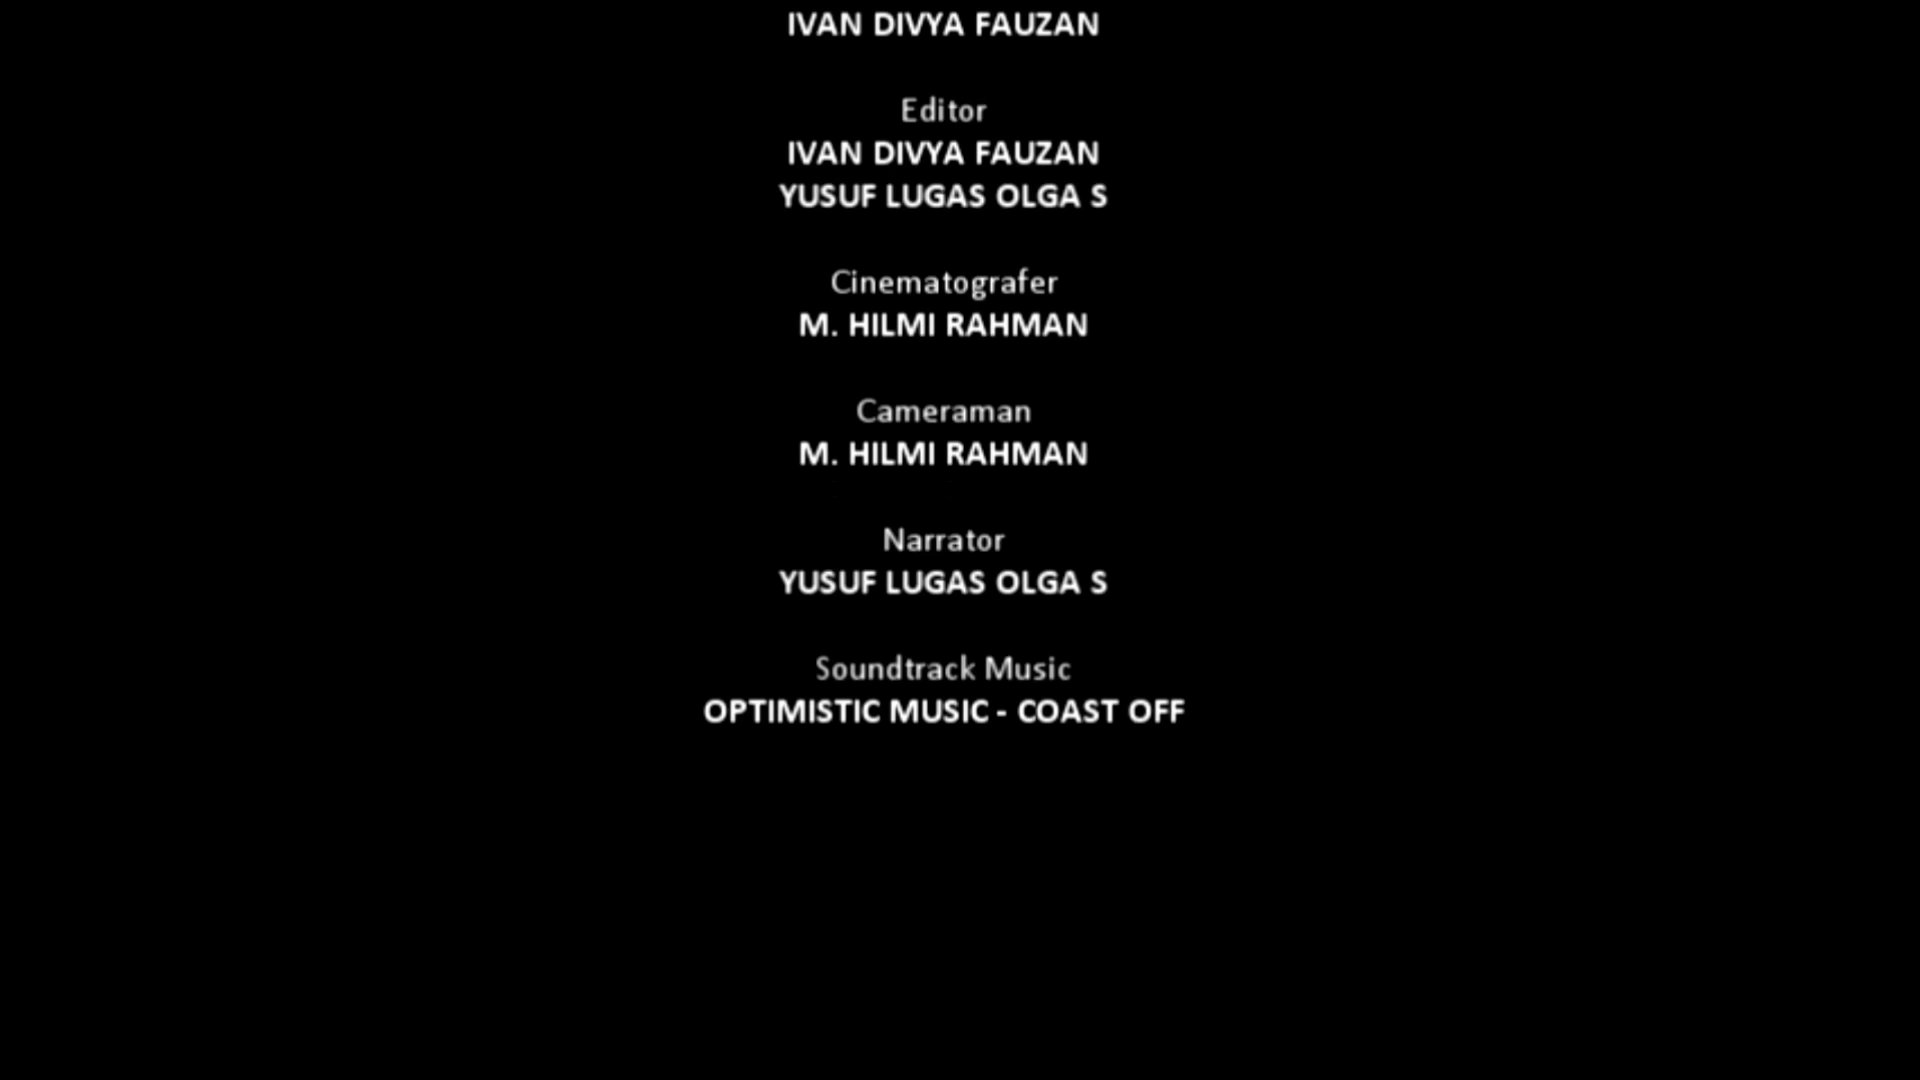 IVAN DIVYA FAUZAN
Editor
IVAN DIVYA FAUZAN
YUSUF LUGAS OLGA S
Cinematografer
M. HILMI RAHMAN
Cameraman
M. HILMI RAHMAN
Narrator
YUSUF LUGAS OLGA S
Soundtrack Music
OPTIMISTIC MUSIC - COAST OFF